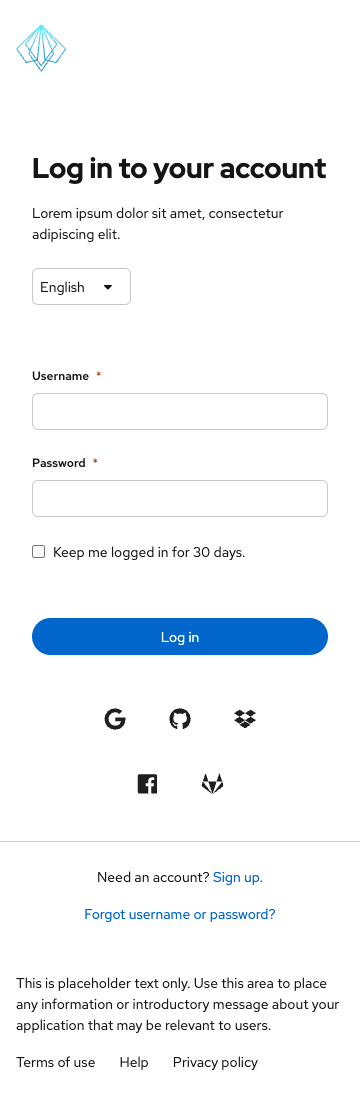 Log in to your account
Lorem ipsum dolor sit amet, consectetur
adipiscing elit.
English
Username *
Password *
Keep me logged in for 30 days.
Log in
Need an account? Sign up.
Forgot username or password?
This is placeholder text only. Use this area to place
any information or introductory message about your
application that may be relevant to users.
Terms of use Help Privacy policy